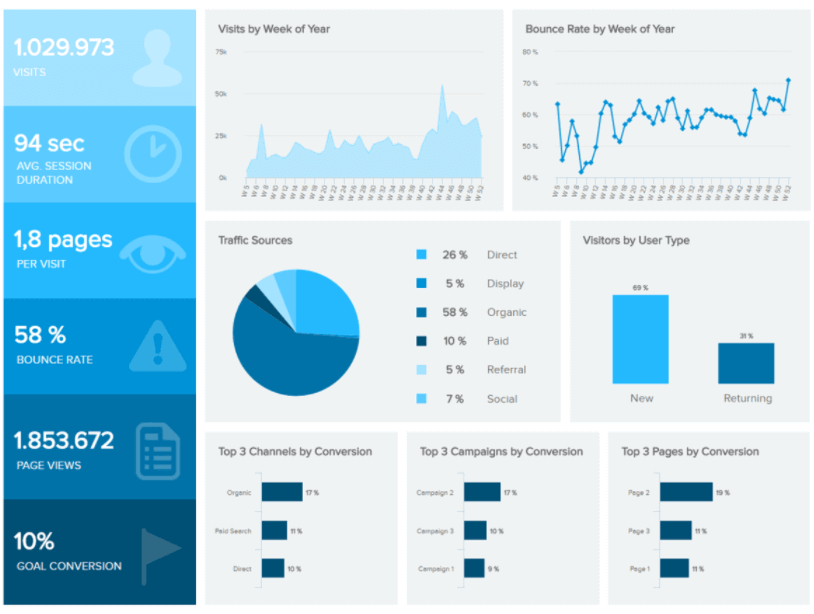 1.029.973
VISITS
94 sec
AVG. SESSION
DURATION
1,8 pages
PER VISIT
58 %
BOUNCE RATE
1.853.672
PAGE VIEWS
10%
GOAL CONVERSION
Visits by Week of Year
75k
50k
25k
0k
W 5 W 6 W 8 W 10 W 12 W 14 W 16 W 18 W 20 W 22 W 24 W 26 W 28 W 30 W 32 W 34 W 36 W 38 W 40 W 42 W 44 W 46 W 48 W 50 W 52
Bounce Rate by Week of Year
80 %
70 %
60 %
50 %
40 %
W 5 W 6 W 8 W 10 W 12 W 14 W 16 W 18 W 20 W 22 W 24 W 26 W 28 W 30 W 32 W 34 W 36 W 38 W 40 W 42 W 44 W 46 W 48 W 50 W 52
Traffic Sources
26 % Direct
5 % Display
58 % Organic
10 % Paid
5 % Referral
7 % Social
Visitors by User Type
69 %
31 %
New Returning
Top 3 Channels by Conversion
Organic 17 %
Paid Search 11 %
Direct 10 %
Top 3 Campaigns by Conversion
Campaign 2 17 %
Campaign 3 10 %
Campaign 1 9 %
Top 3 Pages by Conversion
Page 2 19 %
Page 3 11 %
Page 1 11 %